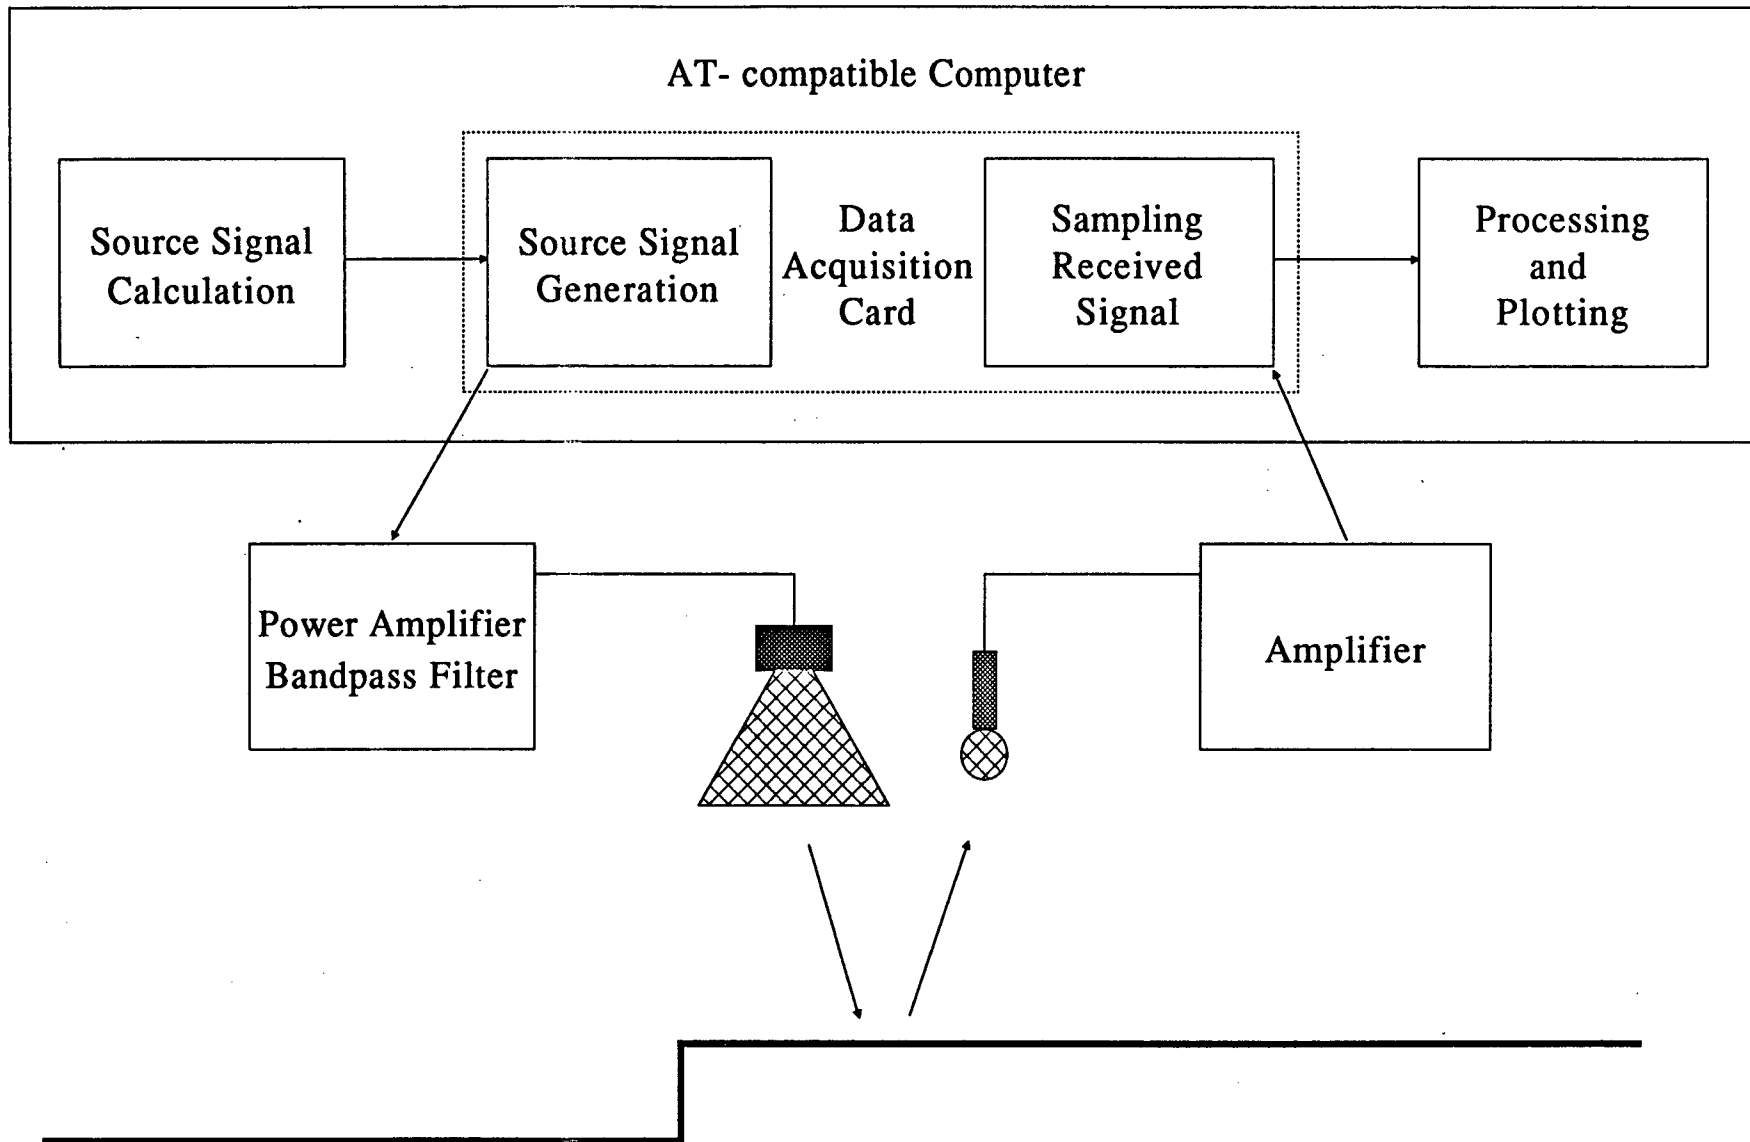 AT- compatible Computer
Source Signal
Calculation
Source Signal
Generation
Data
Acquisition
Card
Sampling
Received
Signal
Processing
and
Plotting
Power Amplifier
Bandpass Filter
Amplifier